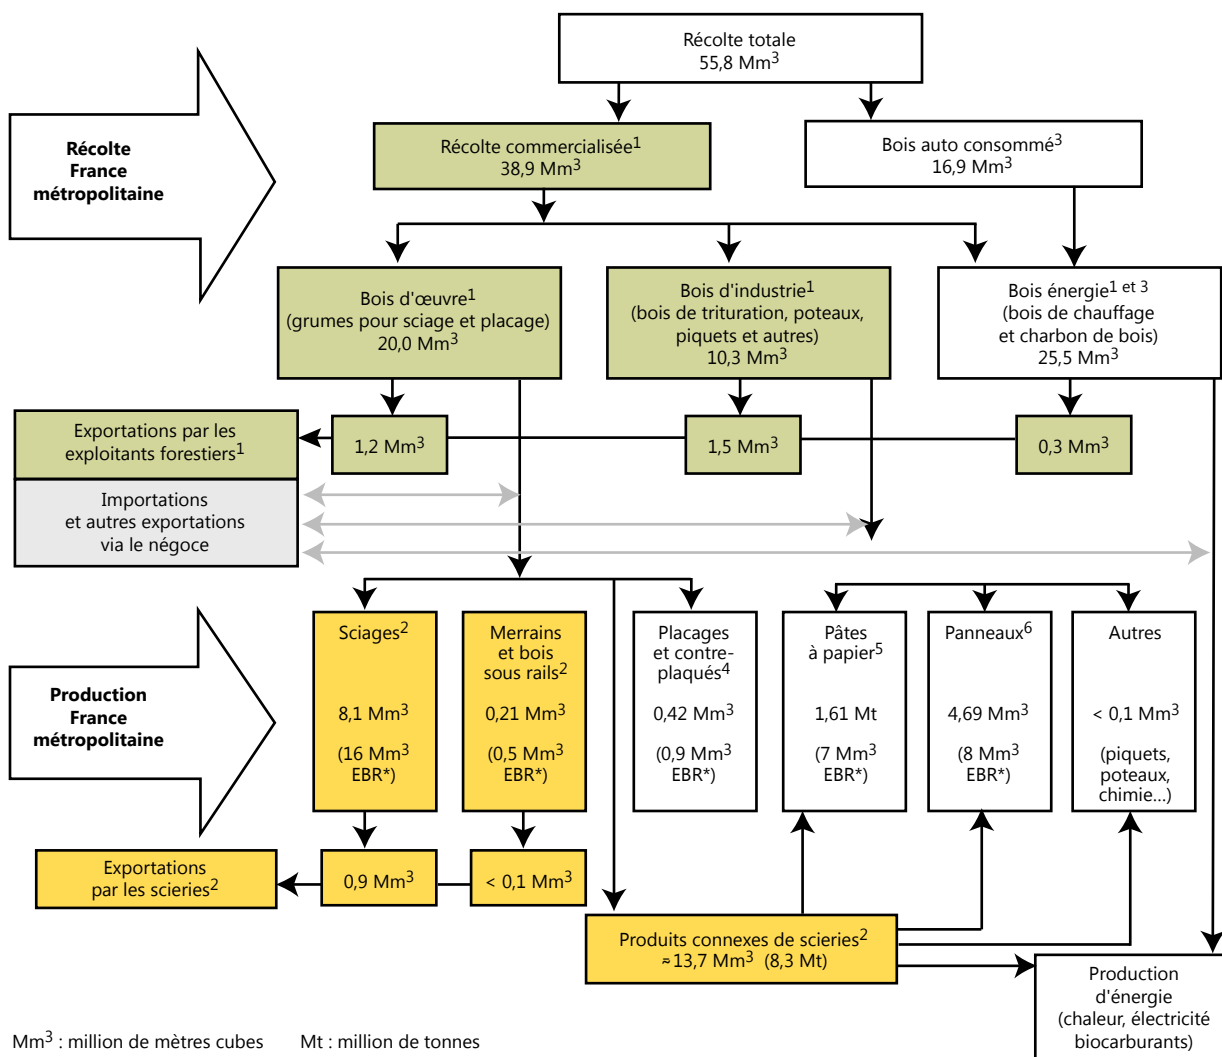 Récolte totale
55,8 Mm³
Récolte
France
métropolitaine
Récolte commercialisée¹
38,9 Mm³
Bois auto consommé³
16,9 Mm³
Bois d'œuvre¹
(grumes pour sciage et placage)
20,0 Mm³
Bois d'industrie¹
(bois de trituration, poteaux,
piquets et autres)
10,3 Mm³
Bois énergie¹ ᵉᵗ ³
(bois de chauffage
et charbon de bois)
25,5 Mm³
Exportations par les
exploitants forestiers¹
1,2 Mm³
1,5 Mm³
0,3 Mm³
Importations
et autres exportations
via le négoce
Production
France
métropolitaine
Sciages²
8,1 Mm³
(16 Mm³
EBR*)
Merrains
et bois
sous rails²
0,21 Mm³
(0,5 Mm³
EBR*)
Placages
et contre-
plaqués⁴
0,42 Mm³
(0,9 Mm³
EBR*)
Pâtes
à papier⁵
1,61 Mt
(7 Mm³
EBR*)
Panneaux⁶
4,69 Mm³
(8 Mm³
EBR*)
Autres
< 0,1 Mm³
(piquets,
poteaux,
chimie...)
Exportations
par les scieries²
0,9 Mm³
< 0,1 Mm³
Produits connexes de scieries²
≈ 13,7 Mm³ (8,3 Mt)
Production
d'énergie
(chaleur, électricité
biocarburants)
Mm³ : million de mètres cubes Mt : million de tonnes